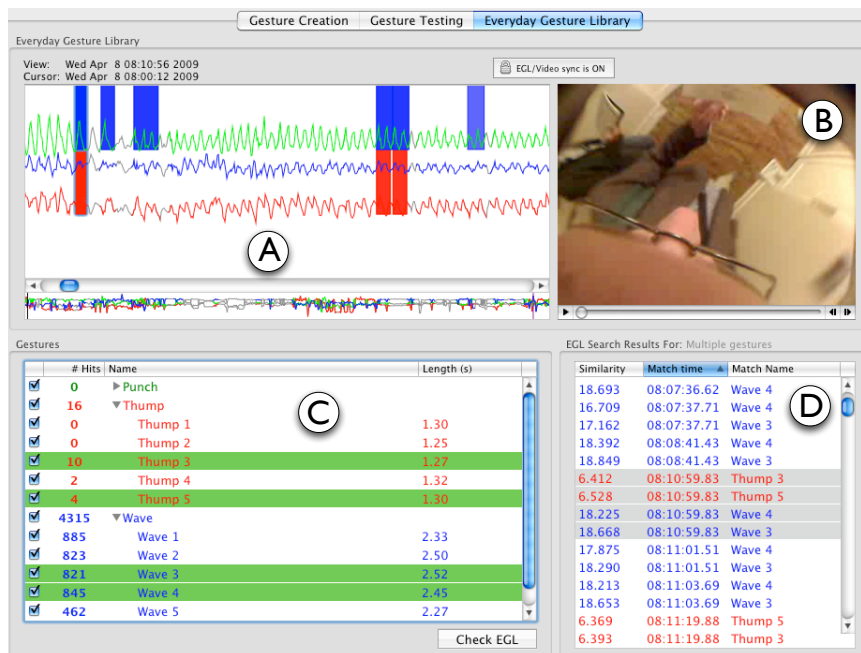 Gesture Creation Gesture Testing Everyday Gesture Library
Everyday Gesture Library
View: Wed Apr 8 08:10:56 2009
Cursor: Wed Apr 8 08:00:12 2009
EGL/Video sync is ON
A
B
Gestures
# Hits Name Length (s)
0 Punch
16 Thump
0 Thump 1 1.30
0 Thump 2 1.25
10 Thump 3 1.27
2 Thump 4 1.32
4 Thump 5 1.30
4315 Wave
885 Wave 1 2.33
823 Wave 2 2.50
821 Wave 3 2.52
845 Wave 4 2.45
462 Wave 5 2.27
C
Check EGL
EGL Search Results For: Multiple gestures
Similarity Match time Match Name
18.693 08:07:36.62 Wave 4
16.709 08:07:37.71 Wave 4
17.162 08:07:37.71 Wave 3
18.392 08:08:41.43 Wave 4
18.849 08:08:41.43 Wave 3
6.412 08:10:59.83 Thump 3
6.528 08:10:59.83 Thump 5
18.225 08:10:59.83 Wave 4
18.668 08:10:59.83 Wave 3
17.875 08:11:01.51 Wave 4
18.290 08:11:01.51 Wave 3
18.213 08:11:03.69 Wave 4
18.653 08:11:03.69 Wave 3
6.369 08:11:19.88 Thump 5
6.393 08:11:19.88 Thump 3
D